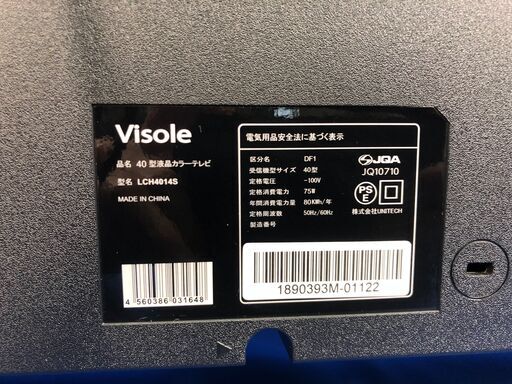 Visole
品名 40型液晶カラーテレビ
型名 LCH4014S
MADE IN CHINA
4 560386 031648
電気用品安全法に基づく表示
区分名 DF1
受信機型サイズ 40型
定格電圧 ~100V
定格消費電力 75W
年間消費電力量 80KWh/年
定格周波数 50Hz/60Hz
製造番号
JQA
JQ10710
PS
E
株式会社UNITECH
1890393M-01122